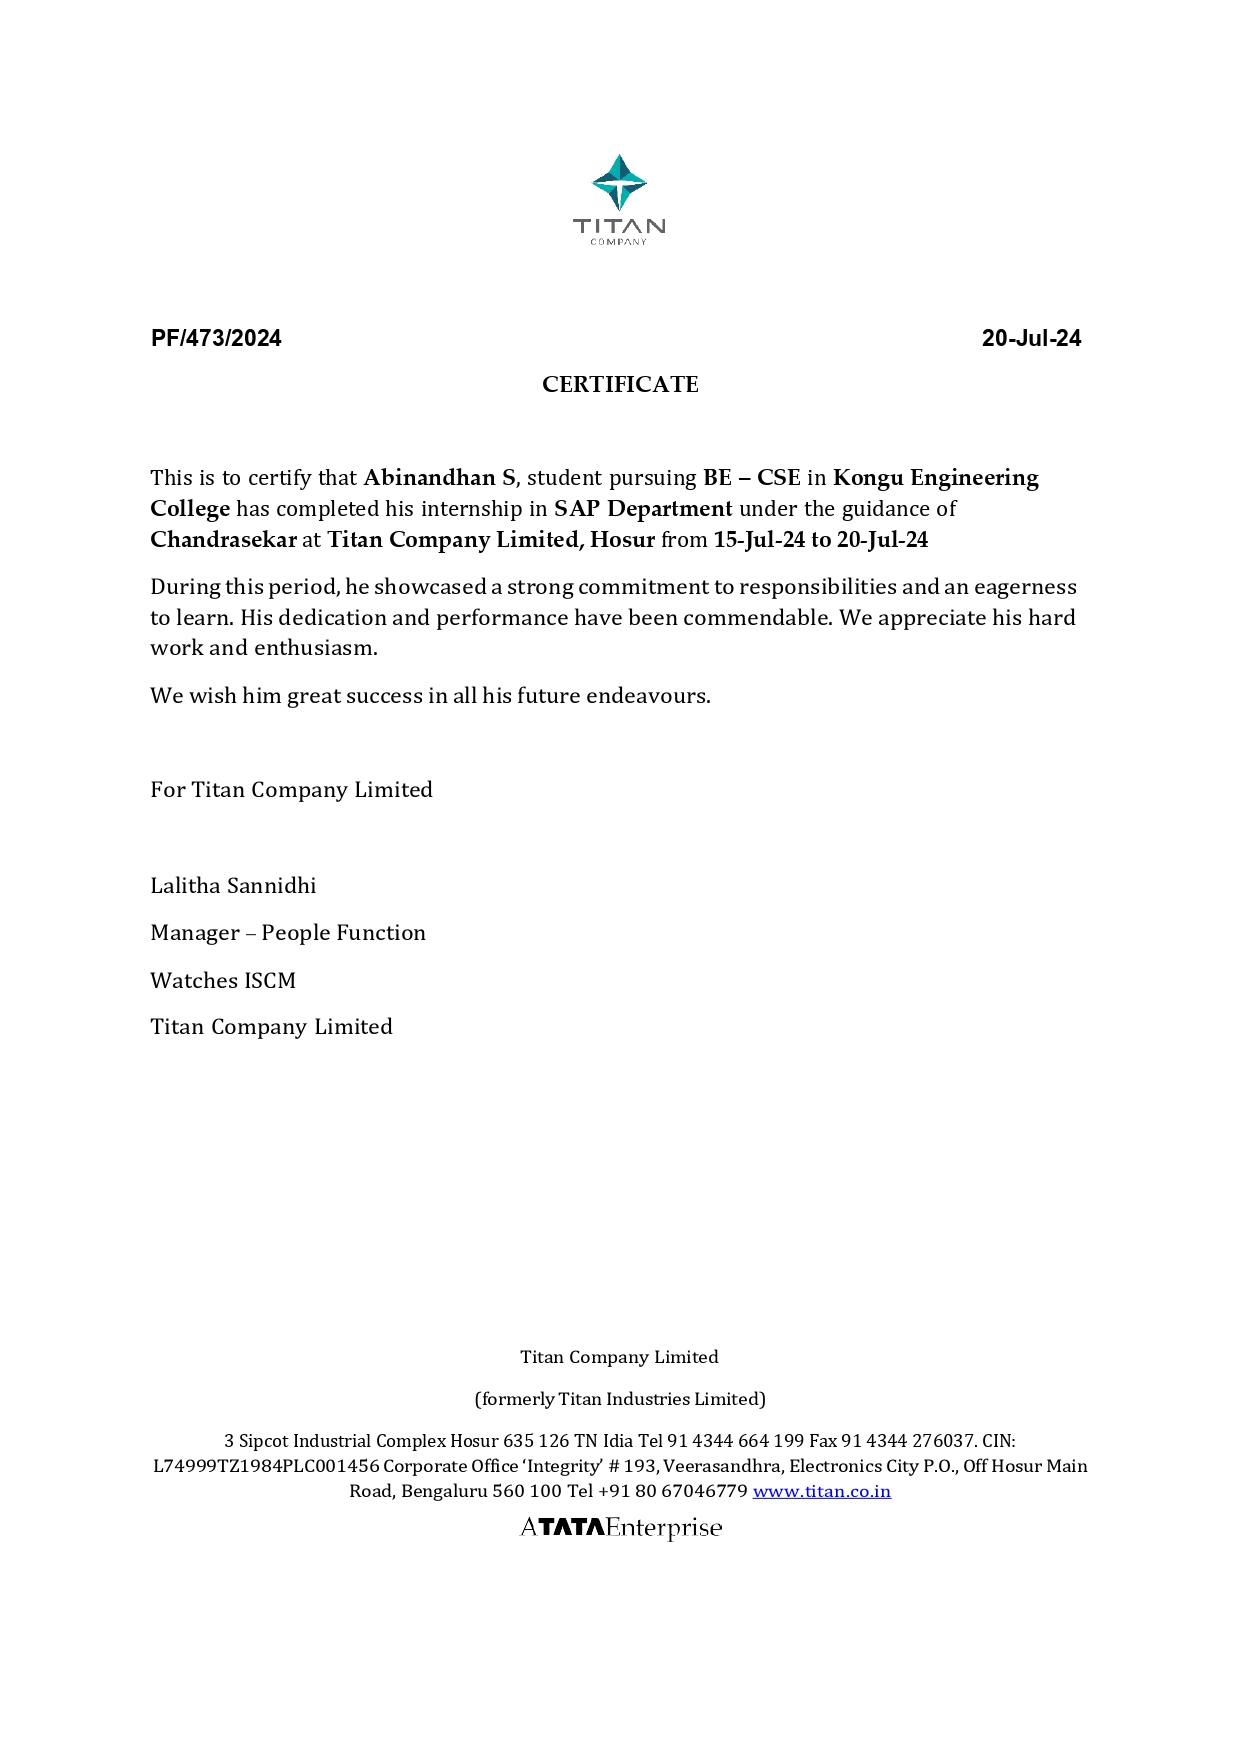 TITAN
COMPANY
PF/473/2024 20-Jul-24
CERTIFICATE
This is to certify that Abinandhan S, student pursuing BE – CSE in Kongu Engineering
College has completed his internship in SAP Department under the guidance of
Chandrasekar at Titan Company Limited, Hosur from 15-Jul-24 to 20-Jul-24
During this period, he showcased a strong commitment to responsibilities and an eagerness
to learn. His dedication and performance have been commendable. We appreciate his hard
work and enthusiasm.
We wish him great success in all his future endeavours.
For Titan Company Limited
Lalitha Sannidhi
Manager – People Function
Watches ISCM
Titan Company Limited
Titan Company Limited
(formerly Titan Industries Limited)
3 Sipcot Industrial Complex Hosur 635 126 TN Idia Tel 91 4344 664 199 Fax 91 4344 276037. CIN:
L74999TZ1984PLC001456 Corporate Office ‘Integrity’ # 193, Veerasandhra, Electronics City P.O., Off Hosur Main
Road, Bengaluru 560 100 Tel +91 80 67046779 www.titan.co.in
A TATA Enterprise